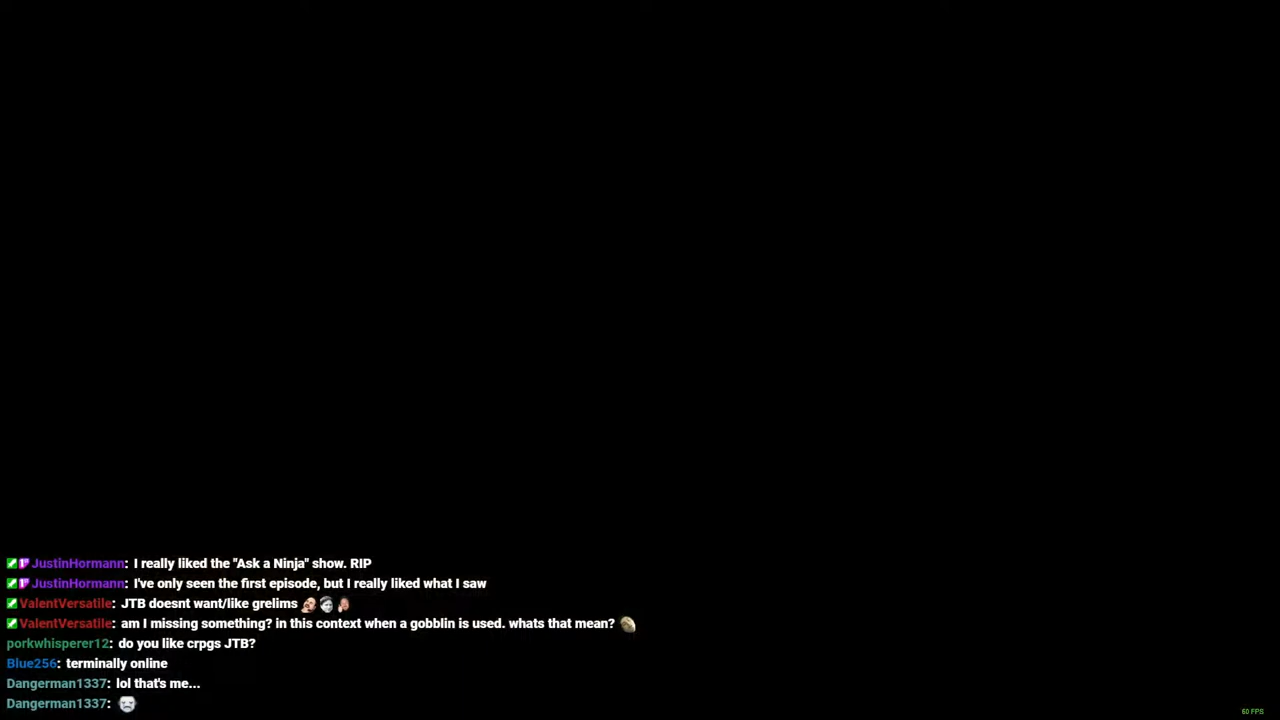 JustinHormann: I really liked the "Ask a Ninja" show. RIP
JustinHormann: I've only seen the first episode, but I really liked what I saw
ValentVersatile: JTB doesnt want/like grelims
ValentVersatile: am I missing something? in this context when a gobblin is used. whats that mean?
porkwhisperer12: do you like crpgs JTB?
Blue256: terminally online
Dangerman1337: lol that's me...
Dangerman1337:
60 FPS